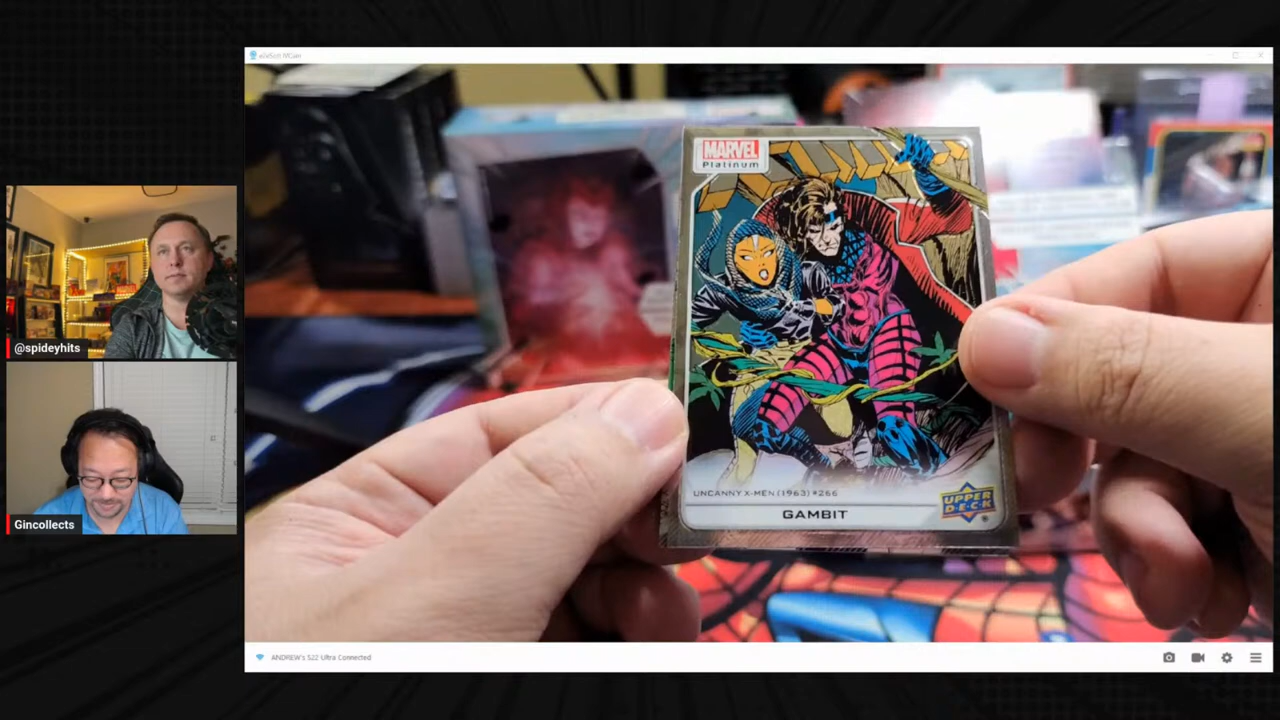 MARVEL
Platinum
UNCANNY X-MEN (1963) #266
GAMBIT
UPPER
DECK
@spideyhits
Gincollects
ANDREW's S22 Ultra Connected